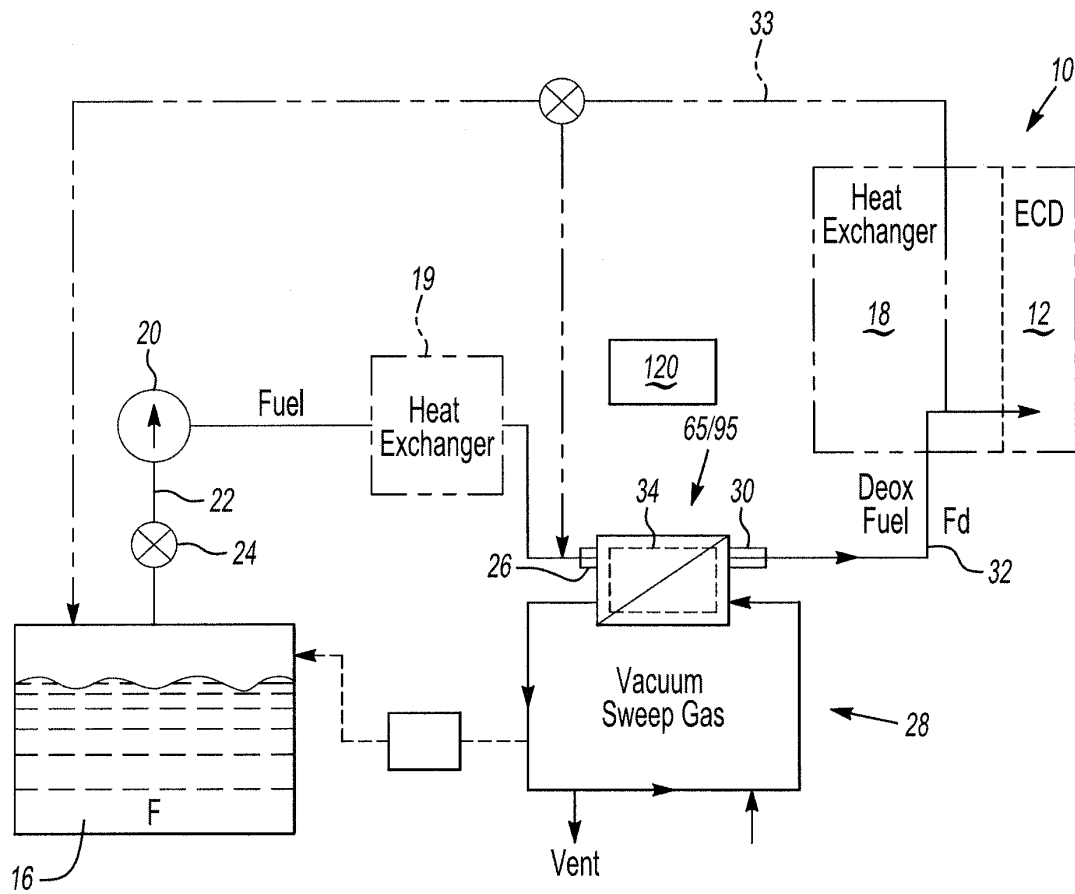 33
10
Heat
Exchanger
ECD
18
12
19
20
120
Fuel
Heat
Exchanger
65/95
22
34
30
Deox
Fuel
Fd
24
26
32
Vacuum
Sweep Gas
28
F
16
Vent